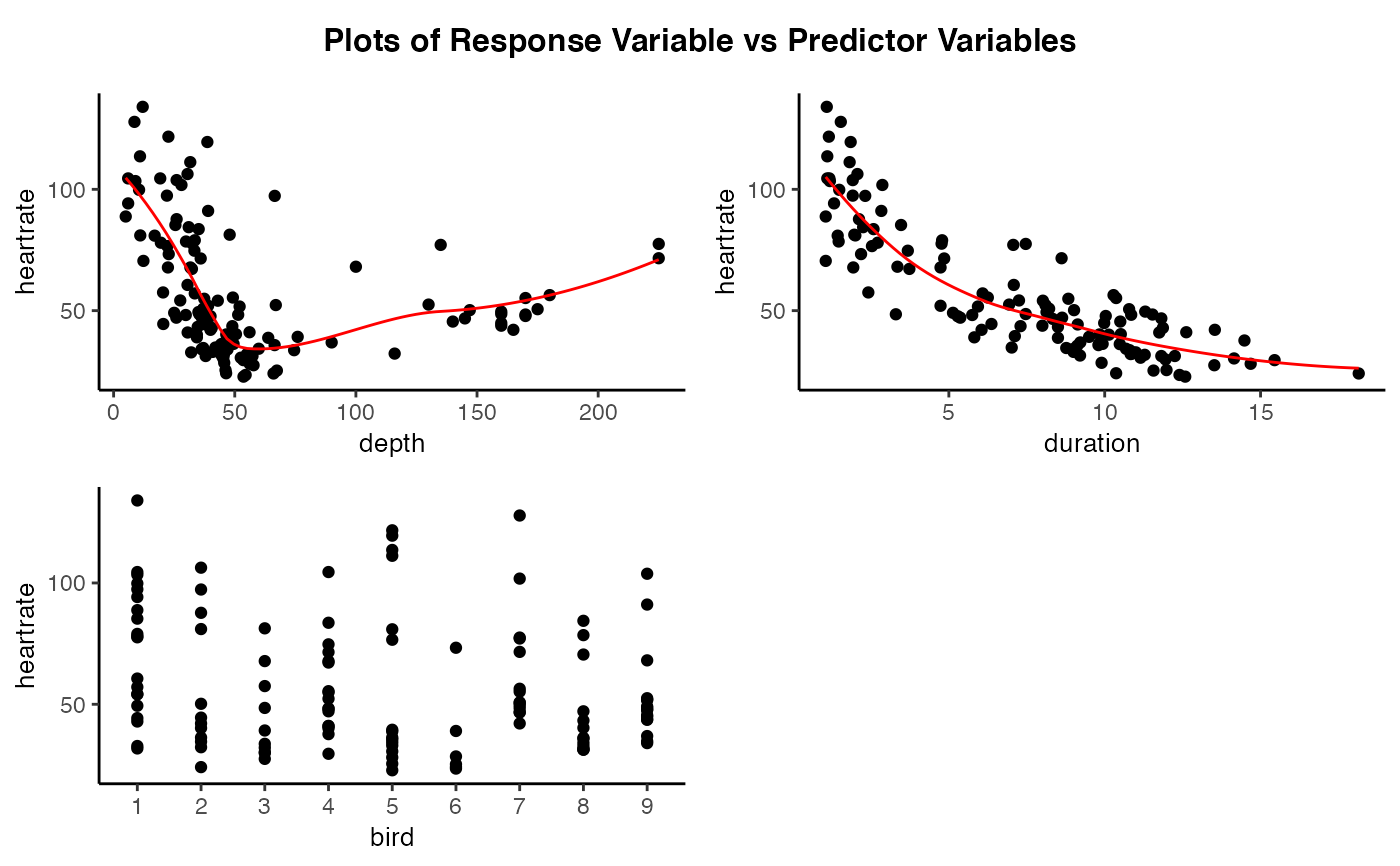 Plots of Response Variable vs Predictor Variables
heartrate
100
50
0 50 100 150 200
depth
heartrate
100
50
5 10 15
duration
heartrate
100
50
1 2 3 4 5 6 7 8 9
bird